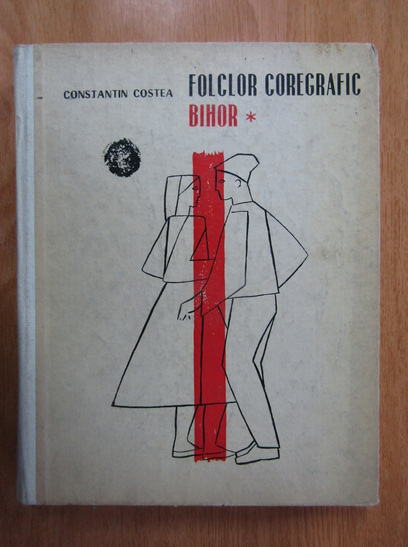 CONSTANTIN COSTEA FOLCLOR COREGRAFIC
BIHOR *